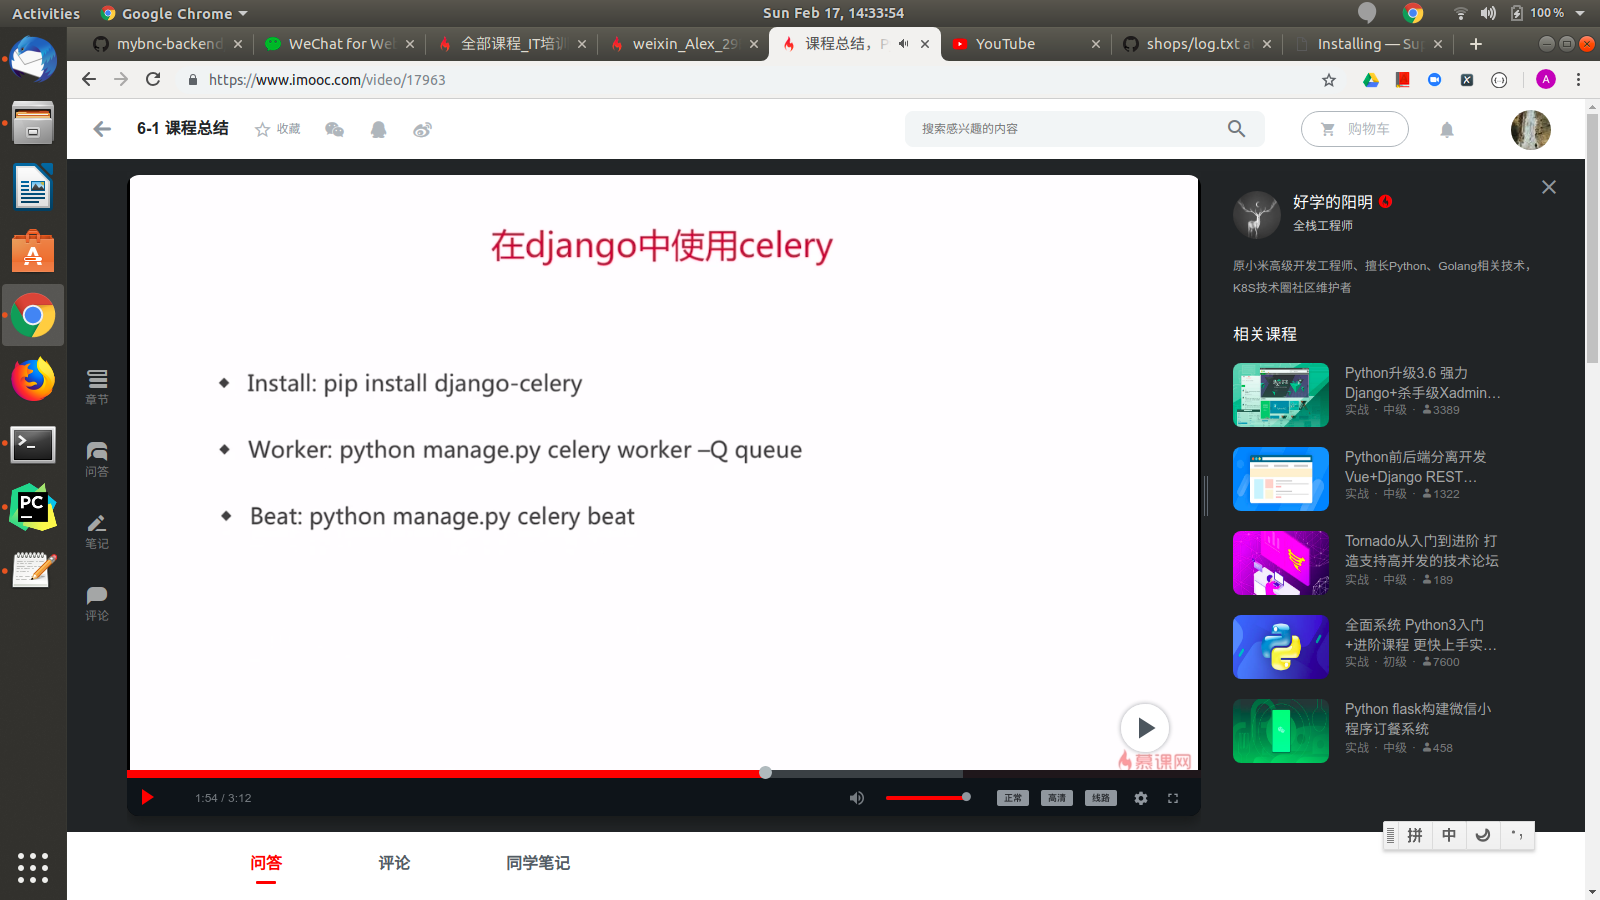 Activities
Google Chrome
Sun Feb 17, 14:33:54
100 %
mybnc-backend
WeChat for Wel
全部课程_IT培训
weixin_Alex_29
课程总结，P
YouTube
shops/log.txt a
Installing — Sup
https://www.imooc.com/video/17963
A
6-1 课程总结
收藏
搜索感兴趣的内容
购物车
在django中使用celery
Install: pip install django-celery
Worker: python manage.py celery worker –Q queue
Beat: python manage.py celery beat
慕课网
章节
问答
笔记
评论
1:54 / 3:12
正常
高清
线路
好学的阳明
全栈工程师
原小米高级开发工程师、擅长Python、Golang相关技术，
K8S技术圈社区维护者
相关课程
Python升级3.6 强力
Django+杀手级Xadmin…
实战 · 中级 · 3389
Python前后端分离开发
Vue+Django REST…
实战 · 中级 · 1322
Tornado从入门到进阶 打
造支持高并发的技术论坛
实战 · 中级 · 189
全面系统 Python3入门
+进阶课程 更快上手实…
实战 · 初级 · 7600
Python flask构建微信小
程序订餐系统
实战 · 中级 · 458
拼 中
问答
评论
同学笔记
PC